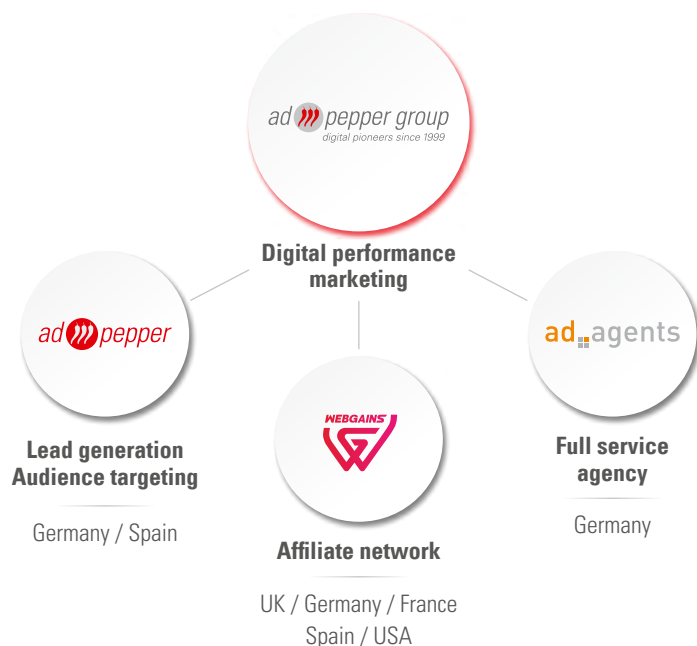 ad pepper group
digital pioneers since 1999
Digital performance
marketing
ad pepper
Lead generation
Audience targeting
Germany / Spain
WEBGAINS
Affiliate network
UK / Germany / France
Spain / USA
ad agents
Full service
agency
Germany